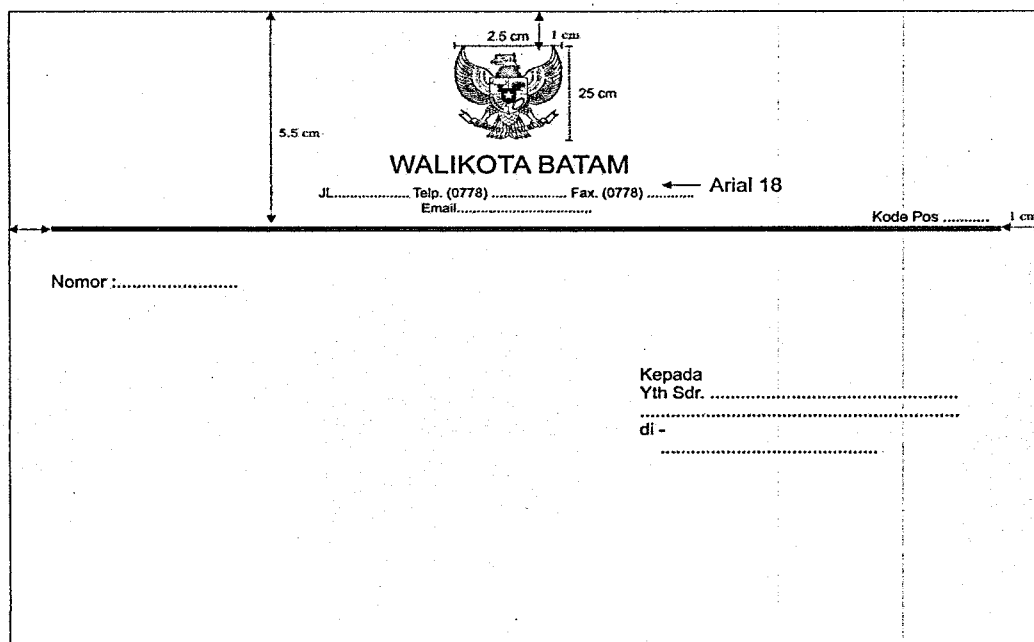 2.5 cm 1 cm
25 cm
5.5 cm
WALIKOTA BATAM
JL.................. Telp. (0778) .................. Fax. (0778) ...........
Arial 18
Email.................................
Kode Pos ...........
1 cm
Nomor :........................
Kepada
Yth Sdr. ................................................
...............................................................
di -
...........................................